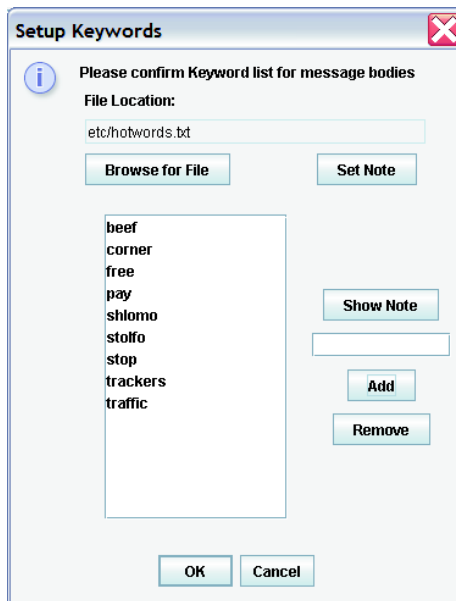 Setup Keywords
Please confirm Keyword list for message bodies
File Location:
etc/hotwords.txt
Browse for File
Set Note
beef
corner
free
pay
shlomo
stolfo
stop
trackers
traffic
Show Note
Add
Remove
OK
Cancel